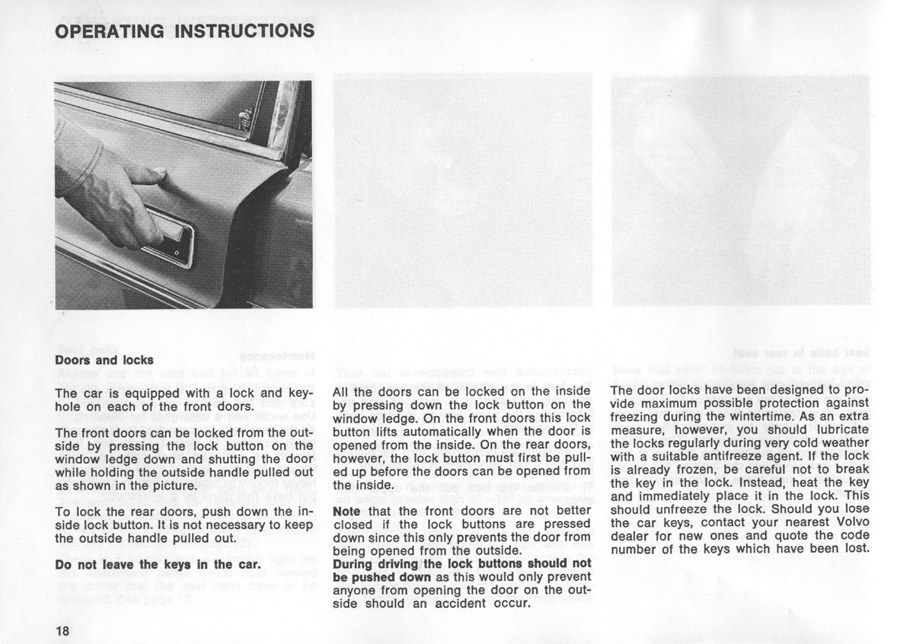 OPERATING INSTRUCTIONS
Doors and locks
The car is equipped with a lock and key-
hole on each of the front doors.
The front doors can be locked from the out-
side by pressing the lock button on the
window ledge down and shutting the door
while holding the outside handle pulled out
as shown in the picture.
To lock the rear doors, push down the in-
side lock button. It is not necessary to keep
the outside handle pulled out.
Do not leave the keys in the car.
All the doors can be locked on the inside
by pressing down the lock button on the
window ledge. On the front doors this lock
button lifts automatically when the door is
opened from the inside. On the rear doors,
however, the lock button must first be pull-
ed up before the doors can be opened from
the inside.
Note that the front doors are not better
closed if the lock buttons are pressed
down since this only prevents the door from
being opened from the outside.
During driving the lock buttons should not
be pushed down as this would only prevent
anyone from opening the door on the out-
side should an accident occur.
The door locks have been designed to pro-
vide maximum possible protection against
freezing during the wintertime. As an extra
measure, however, you should lubricate
the locks regularly during very cold weather
with a suitable antifreeze agent. If the lock
is already frozen, be careful not to break
the key in the lock. Instead, heat the key
and immediately place it in the lock. This
should unfreeze the lock. Should you lose
the car keys, contact your nearest Volvo
dealer for new ones and quote the code
number of the keys which have been lost.
18